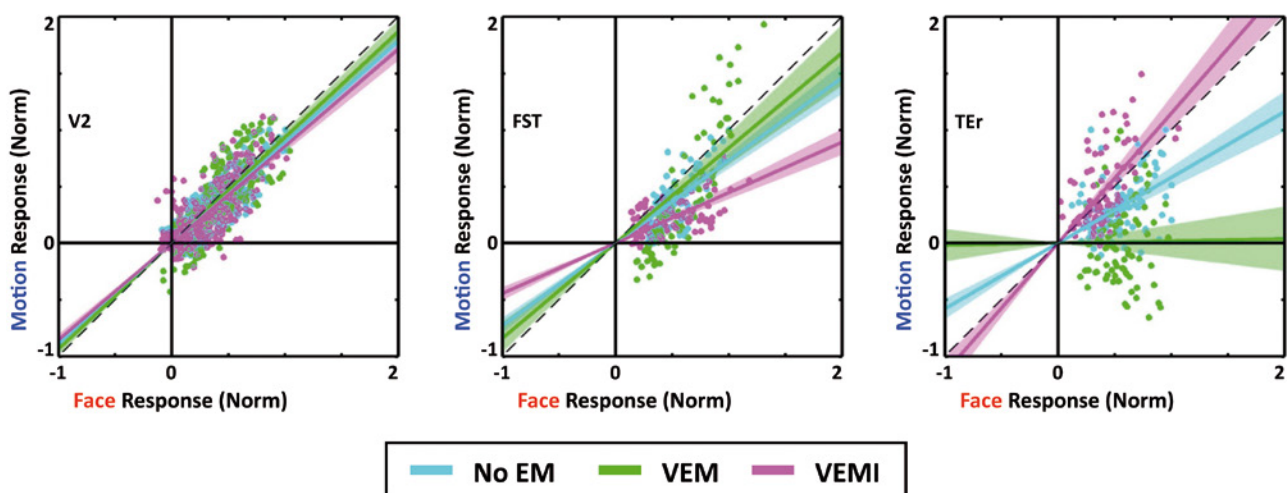 2
V2
0
-1
-1
0
2
Motion Response (Norm)
Face Response (Norm)
2
FST
0
-1
-1
0
2
Motion Response (Norm)
Face Response (Norm)
2
TEr
0
-1
-1
0
2
Motion Response (Norm)
Face Response (Norm)
No EM VEM VEMI